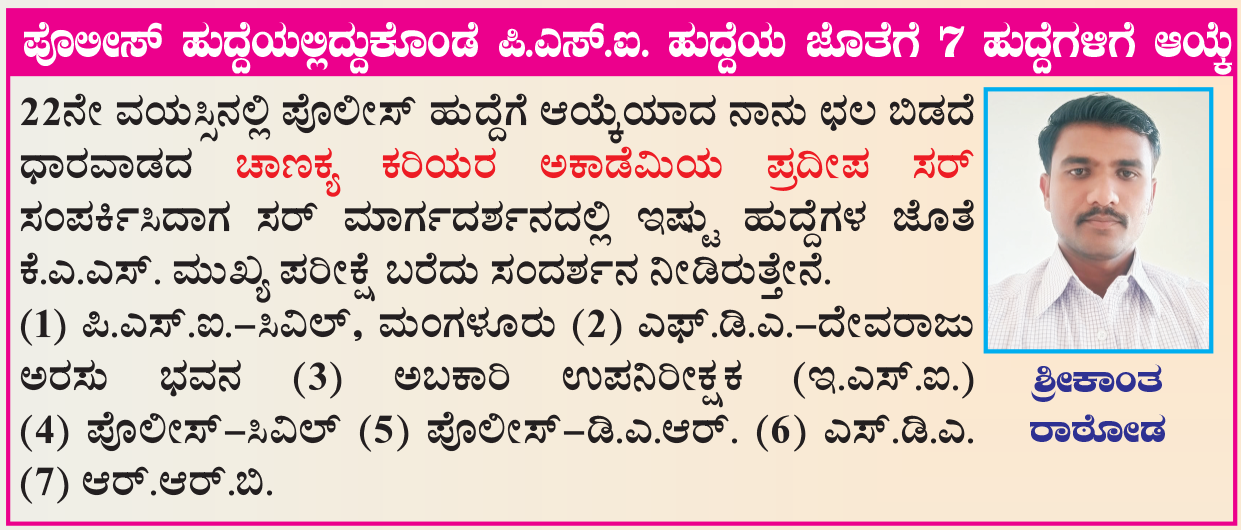 ಪೊಲೀಸ್ ಹುದ್ದೆಯಲ್ಲಿದ್ದುಕೊಂಡೆ ಪಿ.ಎಸ್.ಐ. ಹುದ್ದೆಯ ಜೊತೆಗೆ 7 ಹುದ್ದೆಗಳಿಗೆ ಆಯ್ಕೆ
22ನೇ ವಯಸ್ಸಿನಲ್ಲಿ ಪೊಲೀಸ್ ಹುದ್ದೆಗೆ ಆಯ್ಕೆಯಾದ ನಾನು ಛಲ ಬಿಡದೆ
ಧಾರವಾಡದ ಚಾಣಕ್ಯ ಕರಿಯರ ಅಕಾಡೆಮಿಯ ಪ್ರದೀಪ ಸರ್
ಸಂಪರ್ಕಿಸಿದಾಗ ಸರ್ ಮಾರ್ಗದರ್ಶನದಲ್ಲಿ ಇಷ್ಟು ಹುದ್ದೆಗಳ ಜೊತೆ
ಕೆ.ಎ.ಎಸ್. ಮುಖ್ಯ ಪರೀಕ್ಷೆ ಬರೆದು ಸಂದರ್ಶನ ನೀಡಿರುತ್ತೇನೆ.
(1) ಪಿ.ಎಸ್.ಐ.-ಸಿವಿಲ್, ಮಂಗಳೂರು (2) ಎಫ್.ಡಿ.ಎ.-ದೇವರಾಜು
ಅರಸು ಭವನ (3) ಅಬಕಾರಿ ಉಪನಿರೀಕ್ಷಕ (ಇ.ಎಸ್.ಐ.)
(4) ಪೊಲೀಸ್-ಸಿವಿಲ್ (5) ಪೊಲೀಸ್-ಡಿ.ಎ.ಆರ್. (6) ಎಸ್.ಡಿ.ಎ.
(7) ಆರ್.ಆರ್.ಬಿ.
ಶ್ರೀಕಾಂತ
ರಾಠೋಡ